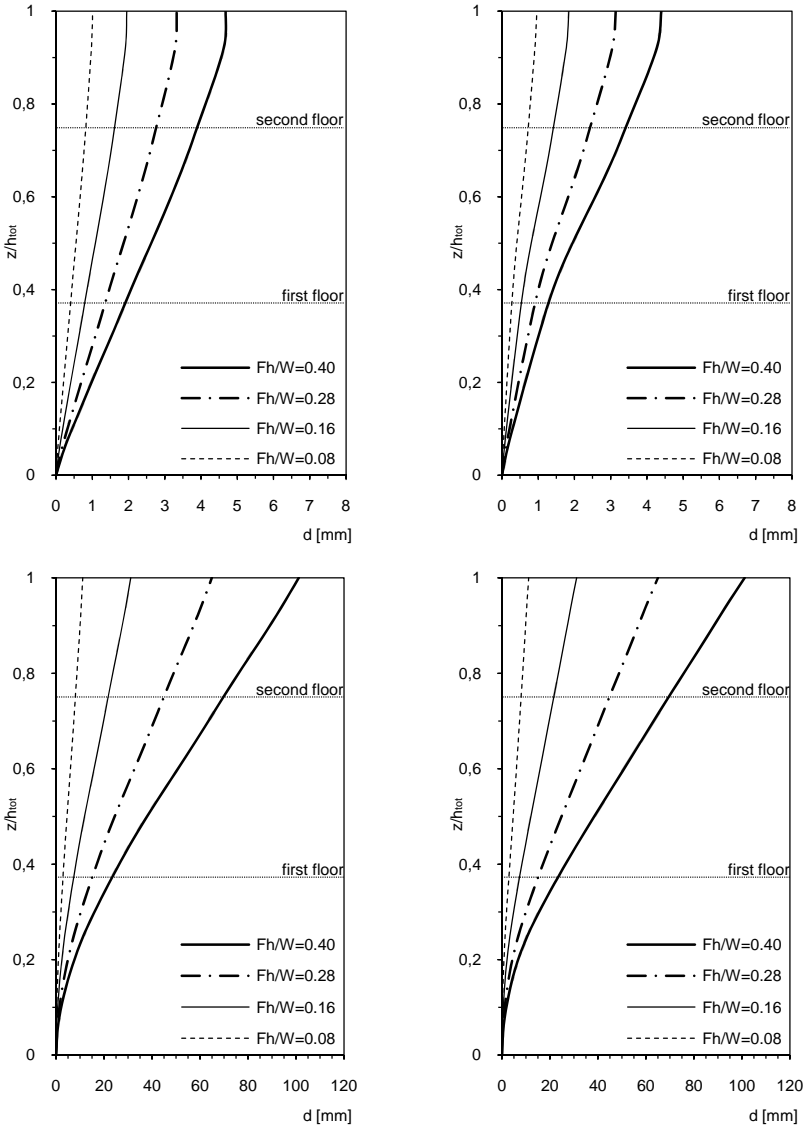 1
0,8
0,6
0,4
0,2
0
z/htot
second floor
first floor
Fh/W=0.40
Fh/W=0.28
Fh/W=0.16
Fh/W=0.08
0 1 2 3 4 5 6 7 8
d [mm]
1
0,8
0,6
0,4
0,2
0
z/htot
second floor
first floor
Fh/W=0.40
Fh/W=0.28
Fh/W=0.16
Fh/W=0.08
0 1 2 3 4 5 6 7 8
d [mm]
1
0,8
0,6
0,4
0,2
0
z/htot
second floor
first floor
Fh/W=0.40
Fh/W=0.28
Fh/W=0.16
Fh/W=0.08
0 20 40 60 80 100 120
d [mm]
1
0,8
0,6
0,4
0,2
0
z/htot
second floor
first floor
Fh/W=0.40
Fh/W=0.28
Fh/W=0.16
Fh/W=0.08
0 20 40 60 80 100 120
d [mm]